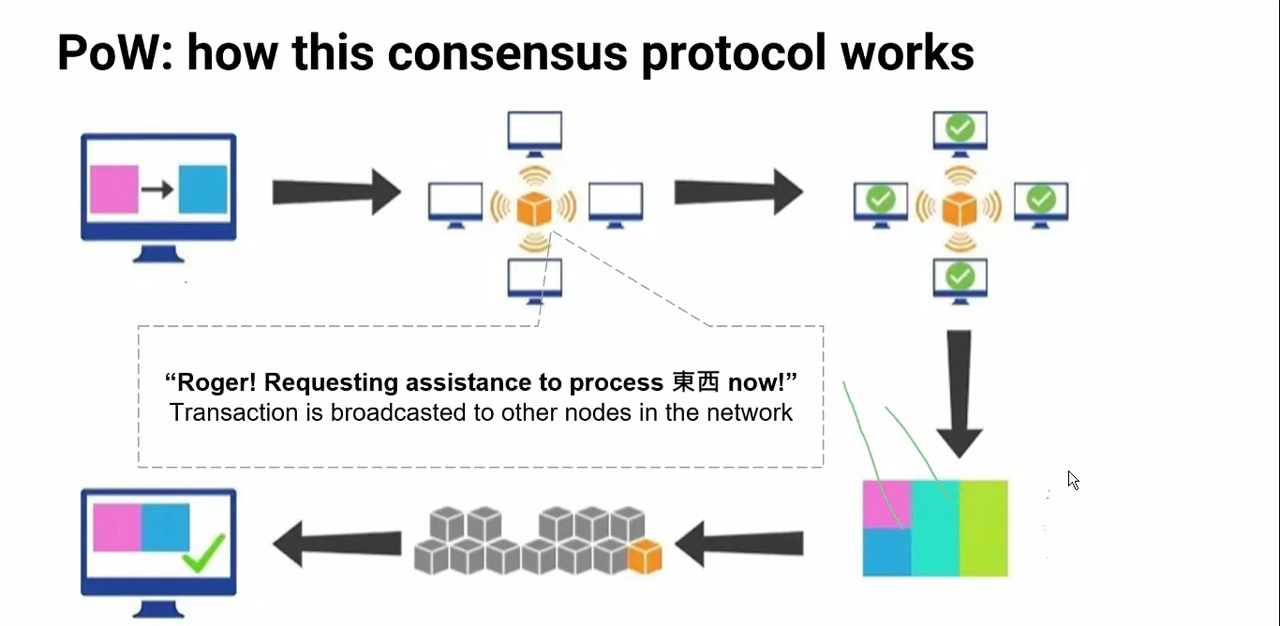 PoW: how this consensus protocol works
“Roger! Requesting assistance to process 東西 now!”
Transaction is broadcasted to other nodes in the network